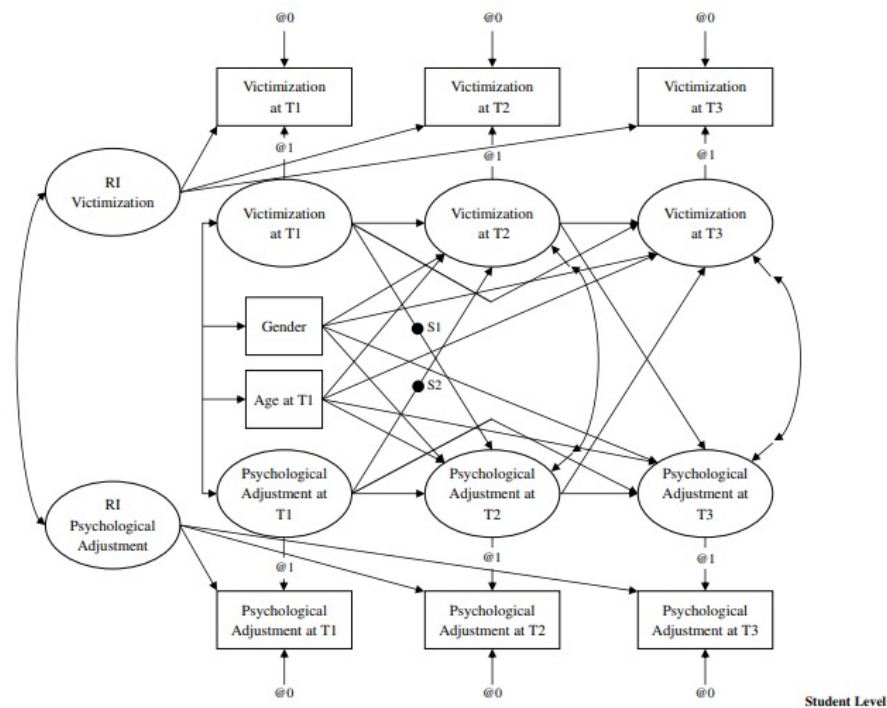 @0
@0
@0
Victimization
at T1
Victimization
at T2
Victimization
at T3
@1
@1
@1
RI
Victimization
Victimization
at T1
Victimization
at T2
Victimization
at T3
Gender
S1
Age at T1
S2
RI
Psychological
Adjustment
Psychological
Adjustment at
T1
Psychological
Adjustment at
T2
Psychological
Adjustment at
T3
@1
@1
@1
Psychological
Adjustment at T1
Psychological
Adjustment at T2
Psychological
Adjustment at T3
@0
@0
@0
Student Level